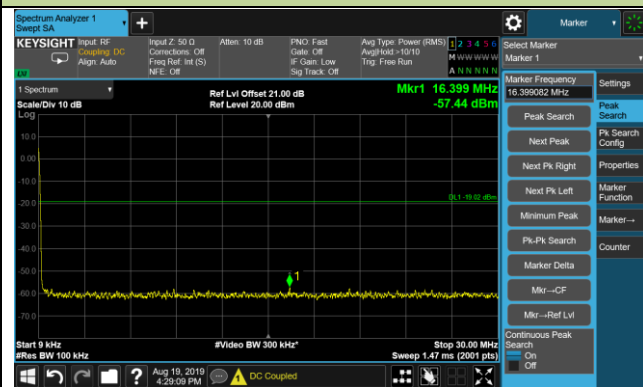 Spectrum Analyzer 1
Swept SA
+
Marker
KEYSIGHT
Input: RF
Coupling: DC
Align: Auto
Input Z: 50 Ω
Corrections: Off
Freq Ref: Int (S)
NFE: Off
Atten: 10 dB
PNO: Fast
Gate: Off
IF Gain: Low
Sig Track: Off
Avg Type: Power (RMS)
Avg|Hold:>10/10
Trig: Free Run
1 2 3 4 5 6
M W W W W W
A N N N N N
Select Marker
Marker 1
LXI
1 Spectrum
Scale/Div 10 dB
Log
Ref Lvl Offset 21.00 dB
Ref Level 20.00 dBm
Mkr1 16.399 MHz
-57.44 dBm
10.0
0.00
-10.0
-20.0
-30.0
-40.0
-50.0
-60.0
-70.0
DL1 -19.02 dBm
1
Start 9 kHz
#Res BW 100 kHz
#Video BW 300 kHz*
Stop 30.00 MHz
Sweep 1.47 ms (2001 pts)
Marker Frequency
16.399082 MHz
Peak Search
Next Peak
Next Pk Right
Next Pk Left
Minimum Peak
Pk-Pk Search
Marker Delta
Mkr→CF
Mkr→Ref Lvl
Continuous Peak
Search
On
Off
Settings
Peak
Search
Pk Search
Config
Properties
Marker
Function
Marker→
Counter
?
Aug 19, 2019
4:29:09 PM
DC Coupled